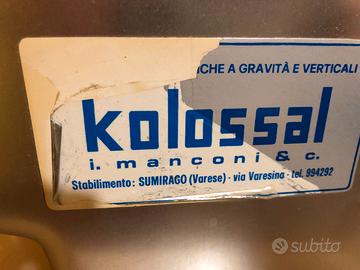 ICHE A GRAVITÀ E VERTICALI
kolossal
i. manconi & c.
Stabilimento: SUMIRAGO (Varese) - via Varesina - tel. 994292
subito